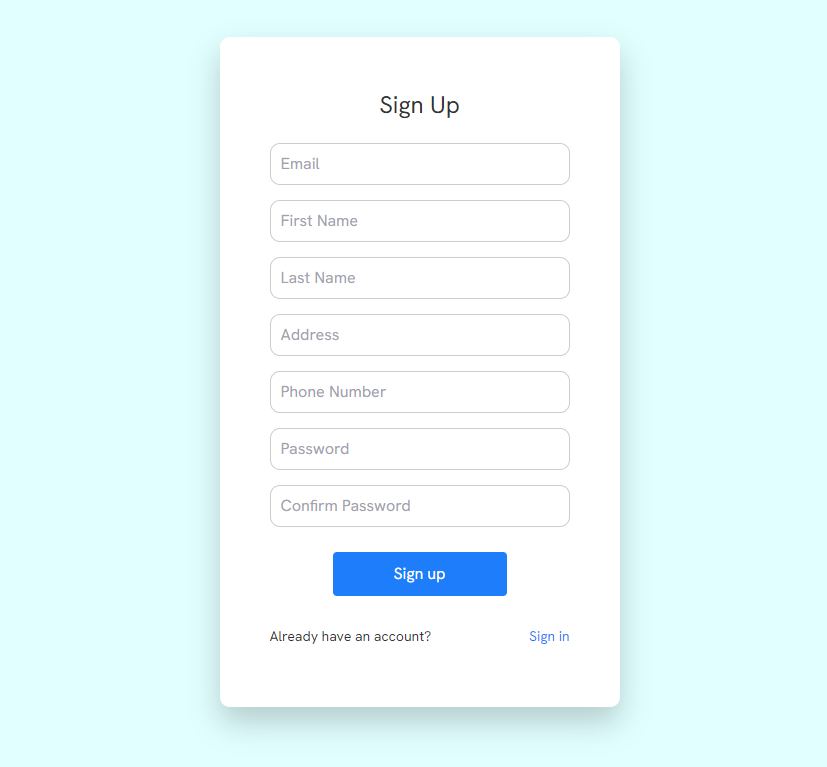 Sign Up
Email
First Name
Last Name
Address
Phone Number
Password
Confirm Password
Sign up
Already have an account? Sign in